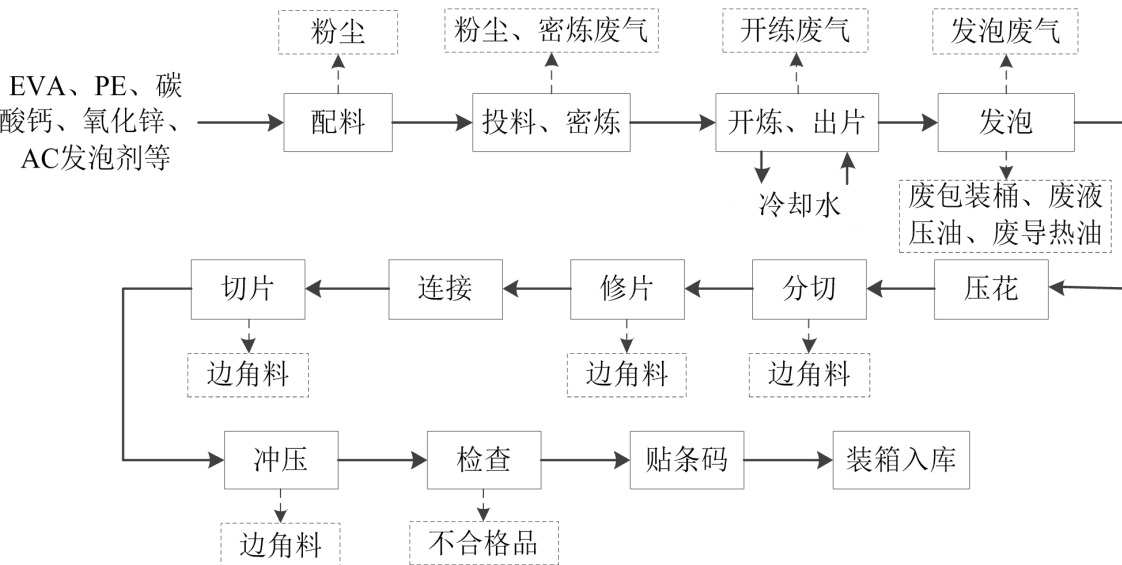 粉尘
粉尘、密炼废气
开练废气
发泡废气
EVA、PE、碳
酸钙、氧化锌、
AC发泡剂等
配料
投料、密炼
开炼、出片
发泡
冷却水
废包装桶、废液
压油、废导热油
切片
连接
修片
分切
压花
边角料
边角料
边角料
冲压
检查
贴条码
装箱入库
边角料
不合格品